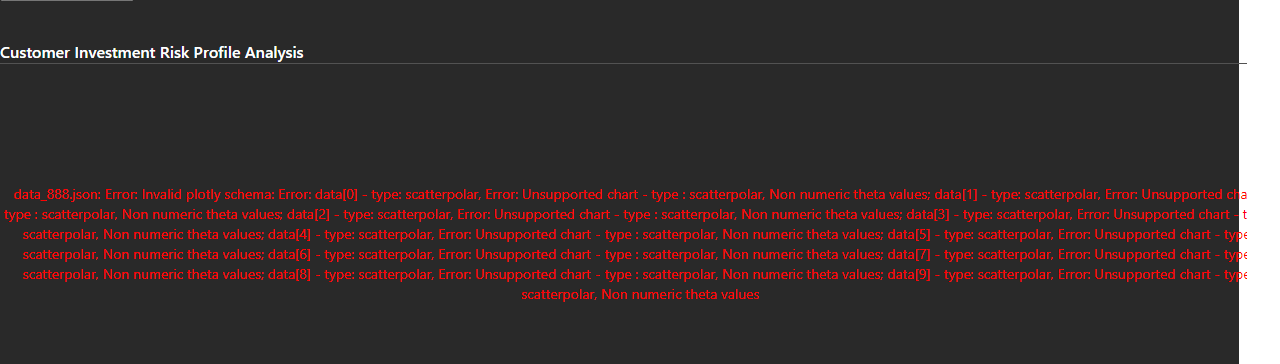 Customer Investment Risk Profile Analysis
data_888.json: Error: Invalid plotly schema: Error: data[0] - type: scatterpolar, Error: Unsupported chart - type : scatterpolar, Non numeric theta values; data[1] - type: scatterpolar, Error: Unsupported
type : scatterpolar, Non numeric theta values; data[2] - type: scatterpolar, Error: Unsupported chart - type : scatterpolar, Non numeric theta values; data[3] - type: scatterpolar, Error: Unsupported chart -
scatterpolar, Non numeric theta values; data[4] - type: scatterpolar, Error: Unsupported chart - type : scatterpolar, Non numeric theta values; data[5] - type: scatterpolar, Error: Unsupported chart - type
scatterpolar, Non numeric theta values; data[6] - type: scatterpolar, Error: Unsupported chart - type : scatterpolar, Non numeric theta values; data[7] - type: scatterpolar, Error: Unsupported chart - type
scatterpolar, Non numeric theta values; data[8] - type: scatterpolar, Error: Unsupported chart - type : scatterpolar, Non numeric theta values; data[9] - type: scatterpolar, Error: Unsupported chart - type
scatterpolar, Non numeric theta values